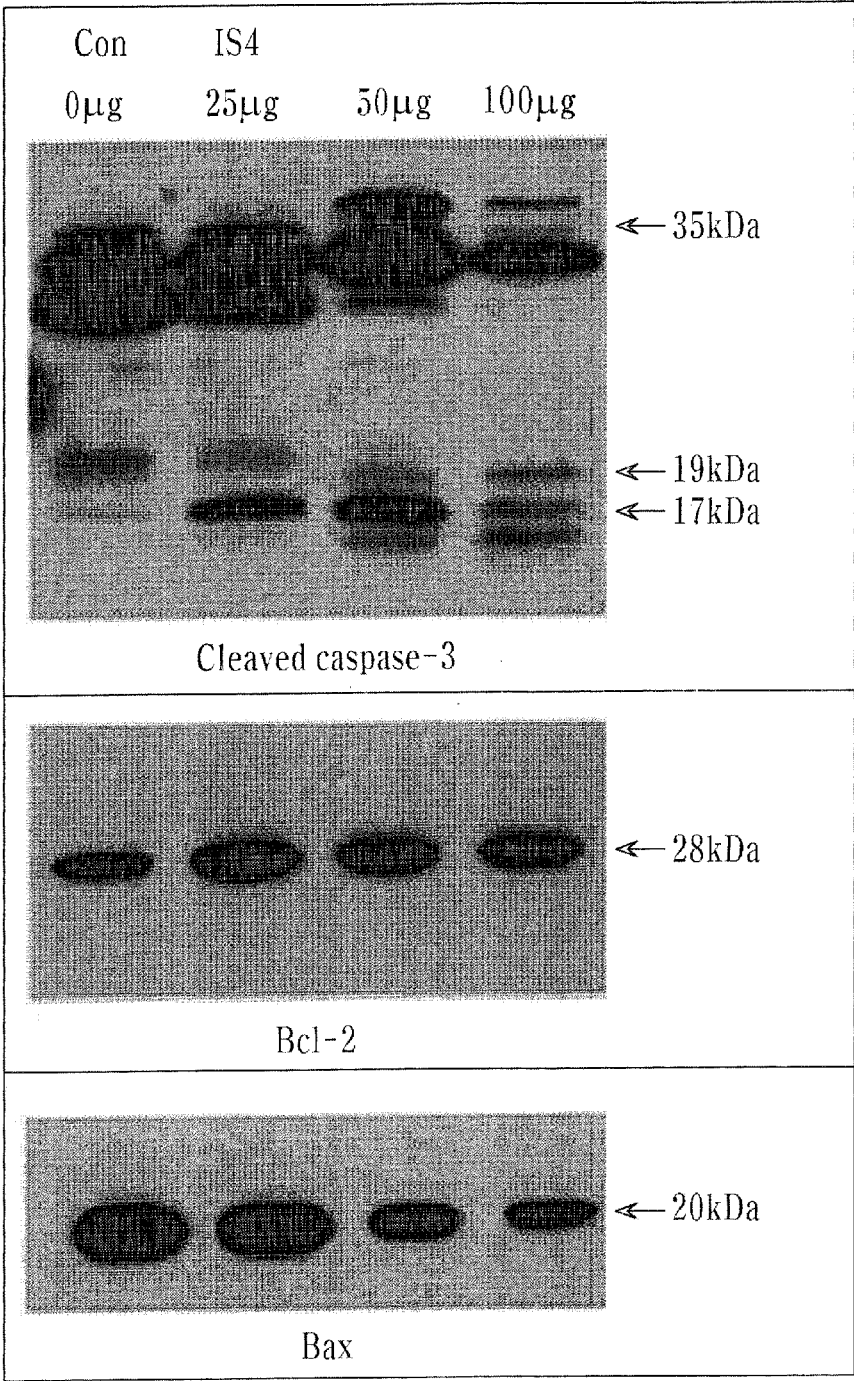 Con IS4
0µg 25µg 50µg 100µg
←35kDa
←19kDa
←17kDa
Cleaved caspase-3
←28kDa
Bcl-2
←20kDa
Bax